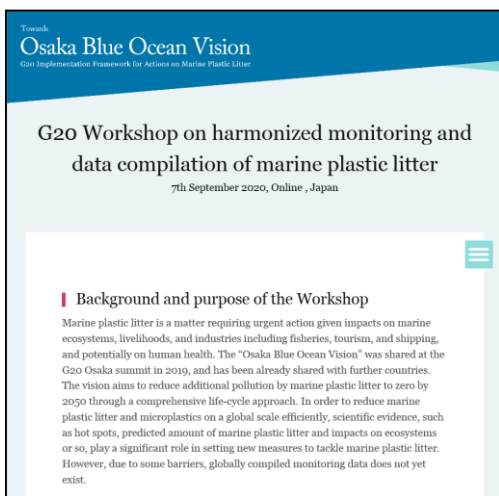 Towards
Osaka Blue Ocean Vision
G20 Implementation Framework for Actions on Marine Plastic Litter
G20 Workshop on harmonized monitoring and
data compilation of marine plastic litter
7th September 2020, Online , Japan
Background and purpose of the Workshop
Marine plastic litter is a matter requiring urgent action given impacts on marine
ecosystems, livelihoods, and industries including fisheries, tourism, and shipping,
and potentially on human health. The “Osaka Blue Ocean Vision” was shared at the
G20 Osaka summit in 2019, and has been already shared with further countries.
The vision aims to reduce additional pollution by marine plastic litter to zero by
2050 through a comprehensive life-cycle approach. In order to reduce marine
plastic litter and microplastics on a global scale efficiently, scientific evidence, such
as hot spots, predicted amount of marine plastic litter and impacts on ecosystems
or so, play a significant role in setting new measures to tackle marine plastic litter.
However, due to some barriers, globally compiled monitoring data does not yet
exist.